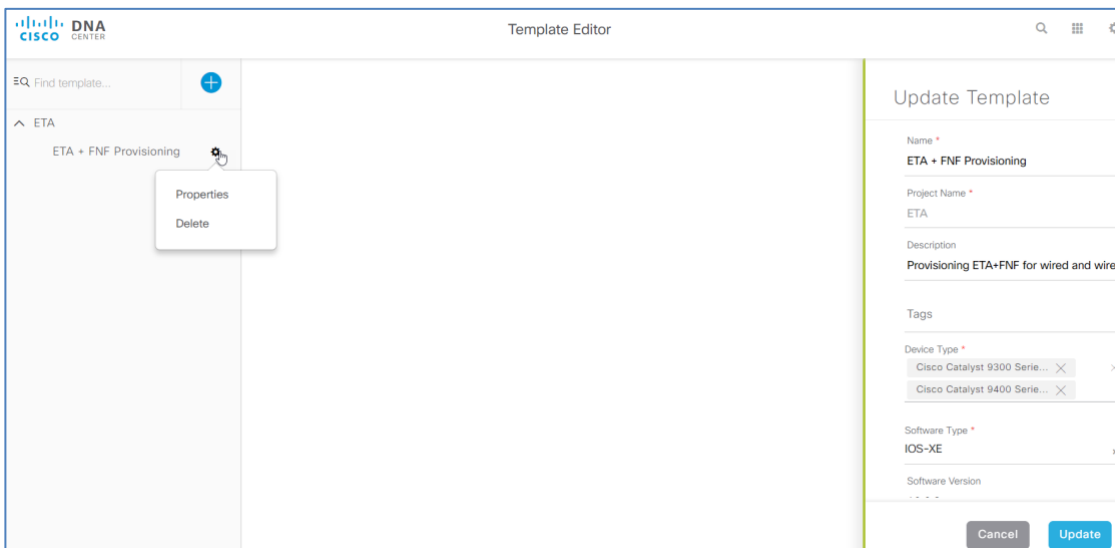 CISCO DNA CENTER
Template Editor
Find template...
ETA
ETA + FNF Provisioning
Properties
Delete
Update Template
Name *
ETA + FNF Provisioning
Project Name *
ETA
Description
Provisioning ETA+FNF for wired and wire
Tags
Device Type *
Cisco Catalyst 9300 Serie...
Cisco Catalyst 9400 Serie...
Software Type *
IOS-XE
Software Version
Cancel
Update